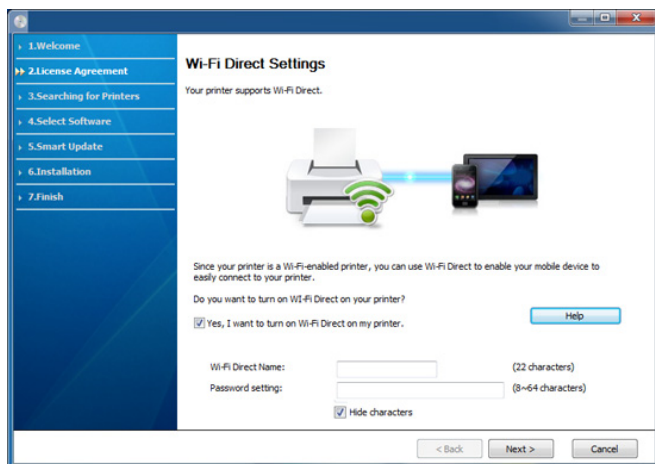 1.Welcome
2.License Agreement
3.Searching for Printers
4.Select Software
5.Smart Update
6.Installation
7.Finish
Wi-Fi Direct Settings
Your printer supports Wi-Fi Direct.
Since your printer is a Wi-Fi-enabled printer, you can use Wi-Fi Direct to enable your mobile device to
easily connect to your printer.
Do you want to turn on WI-Fi Direct on your printer?
Yes, I want to turn on Wi-Fi Direct on my printer.
Help
Wi-Fi Direct Name: (22 characters)
Password setting: (8~64 characters)
Hide characters
< Back Next > Cancel